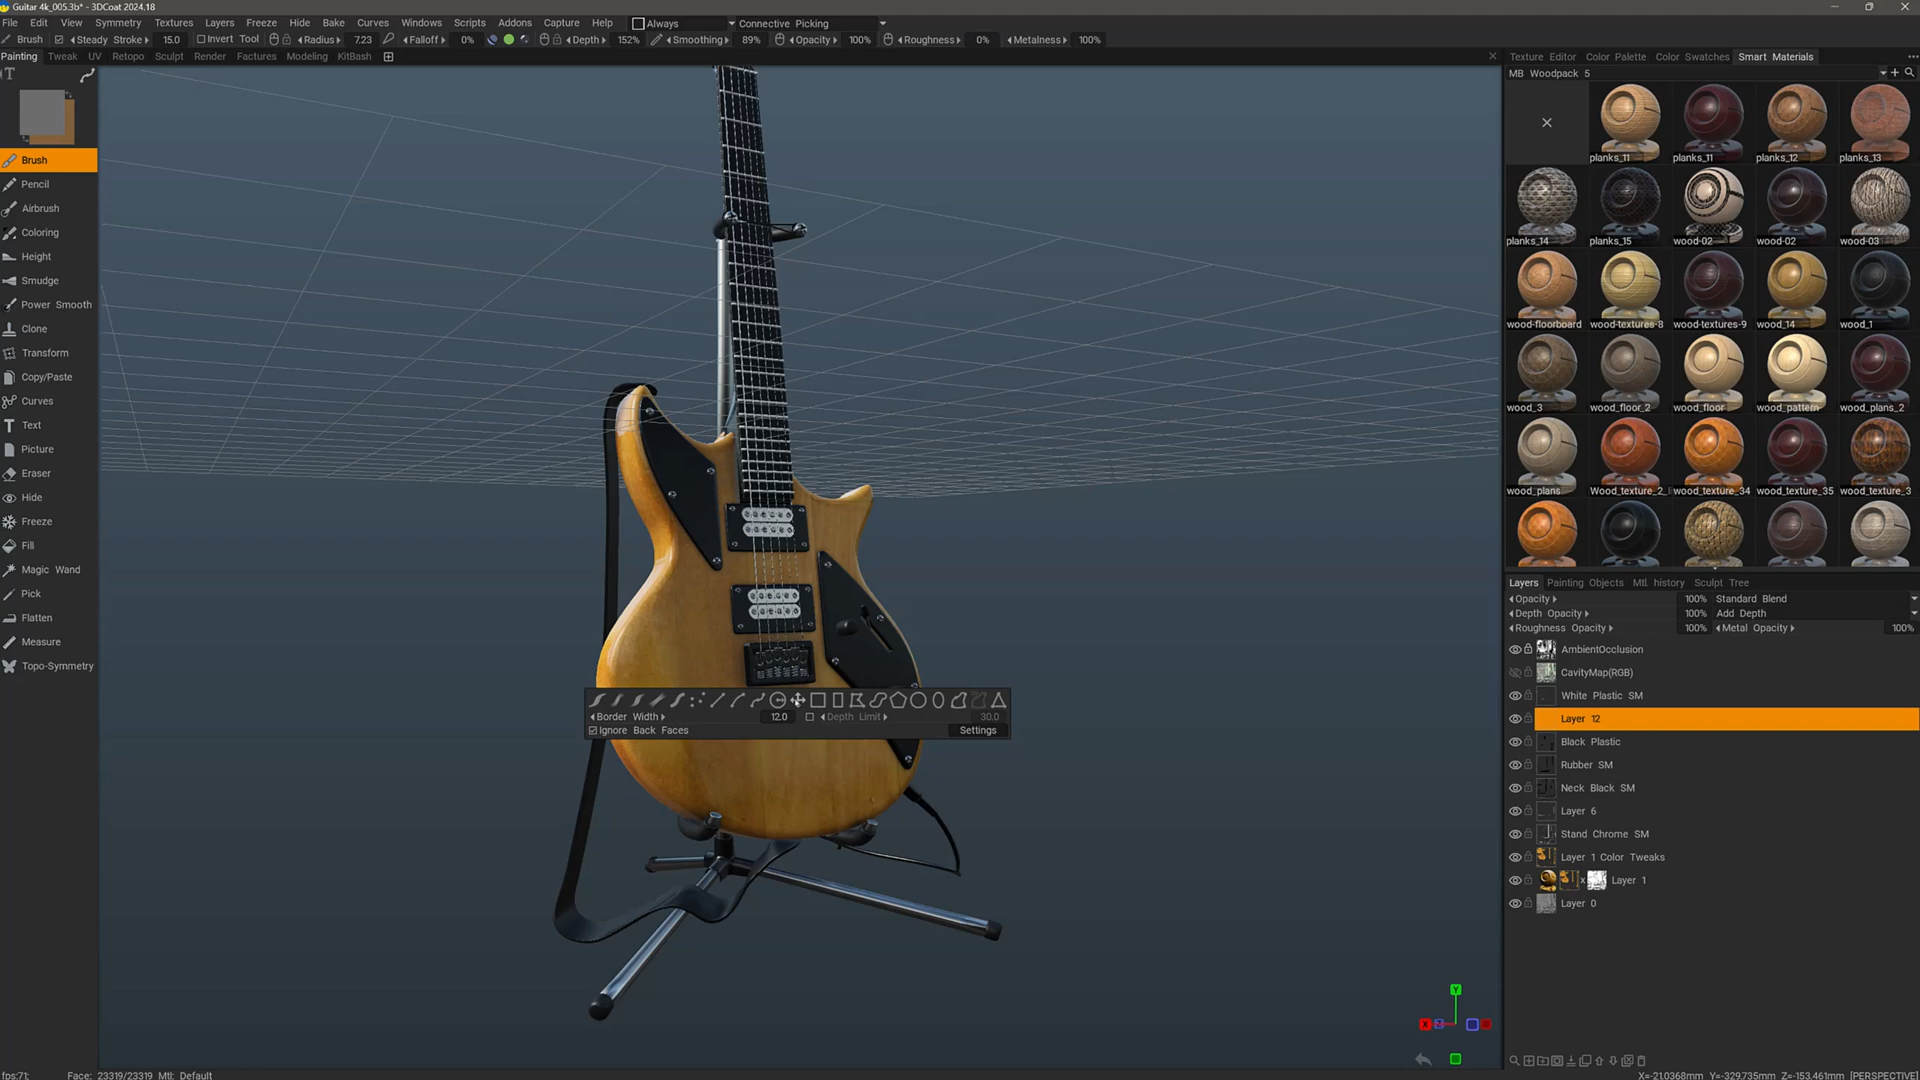 Guitar 4k_005.3b* - 3DCoat 2024.18
File Edit View Symmetry Textures Layers Freeze Hide Bake Curves Windows Scripts Addons Capture Help Always Connective Picking
Brush Steady Stroke 15.0 Invert Tool Radius 7.23 Falloff 0% Depth 152% Smoothing 89% Opacity 100% Roughness 0% Metalness 100%
Painting Tweak UV Retopo Sculpt Render Factures Modeling KitBash
Texture Editor Color Palette Color Swatches Smart Materials
MB Woodpack 5
T
Brush
Pencil
Airbrush
Coloring
Height
Smudge
Power Smooth
Clone
Transform
Copy/Paste
Curves
Text
Picture
Eraser
Hide
Freeze
Fill
Magic Wand
Pick
Flatten
Measure
Topo-Symmetry
planks_11 planks_11 planks_12 planks_13
planks_14 planks_15 wood-02 wood-02 wood-03
wood-floorboard wood-textures-8 wood-textures-9 wood_14 wood_1
wood_3 wood_floor_2 wood_floor wood_pattern wood_plans_2
wood_plans Wood_texture_2_ wood_texture_34 wood_texture_35 wood_texture_3
Border Width 12.0 Depth Limit 30.0
Ignore Back Faces Settings
Layers Painting Objects Mtl history Sculpt Tree
Opacity 100% Standard Blend
Depth Opacity 100% Add Depth
Roughness Opacity 100% Metal Opacity 100%
AmbientOcclusion
CavityMap(RGB)
White Plastic SM
Layer 12
Black Plastic
Rubber SM
Neck Black SM
Layer 6
Stand Chrome SM
Layer 1 Color Tweaks
Layer 1
Layer 0
Y
X
fps:71; Face: 23319/23319 Mtl: Default
X=-21.0368mm Y=-329.735mm Z=-153.461mm [PERSPECTIVE]